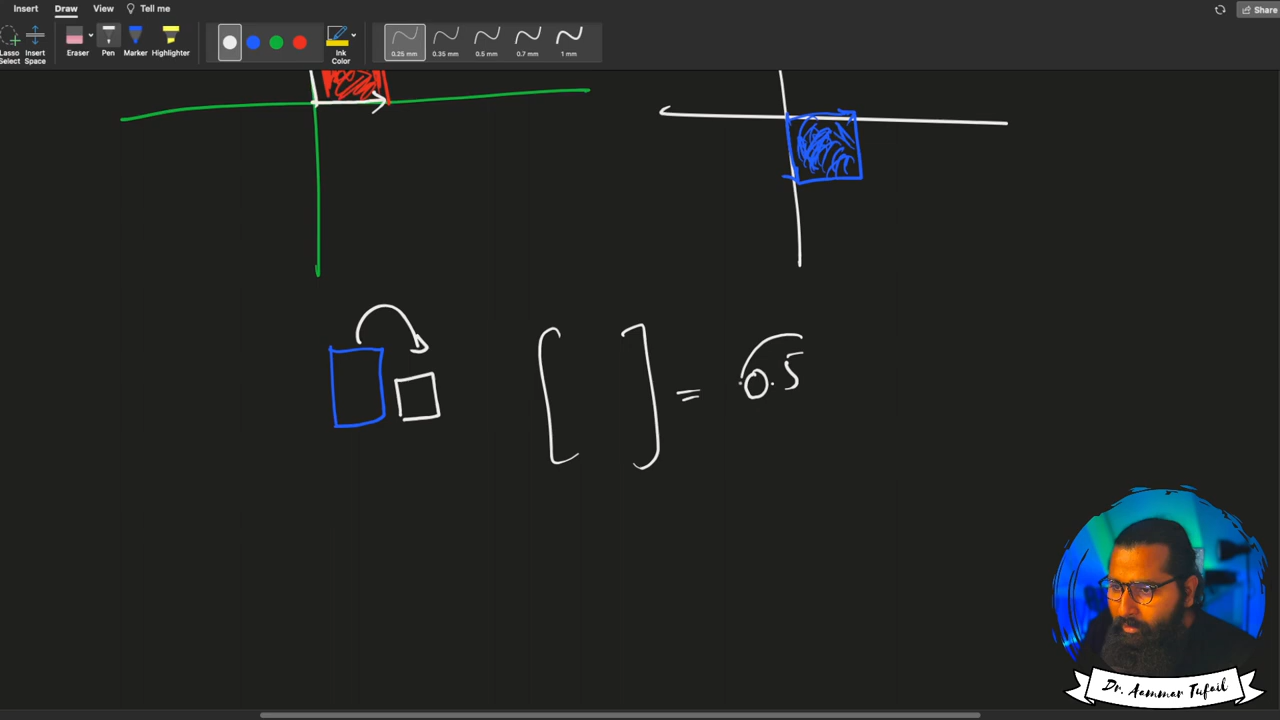 Insert Draw View Tell me Share
Lasso Select
Insert Space
Eraser
Pen
Marker
Highlighter
Ink Color
0.25 mm
0.35 mm
0.5 mm
0.7 mm
1 mm
[ ] = 0.5
Dr. Aammar Tufail